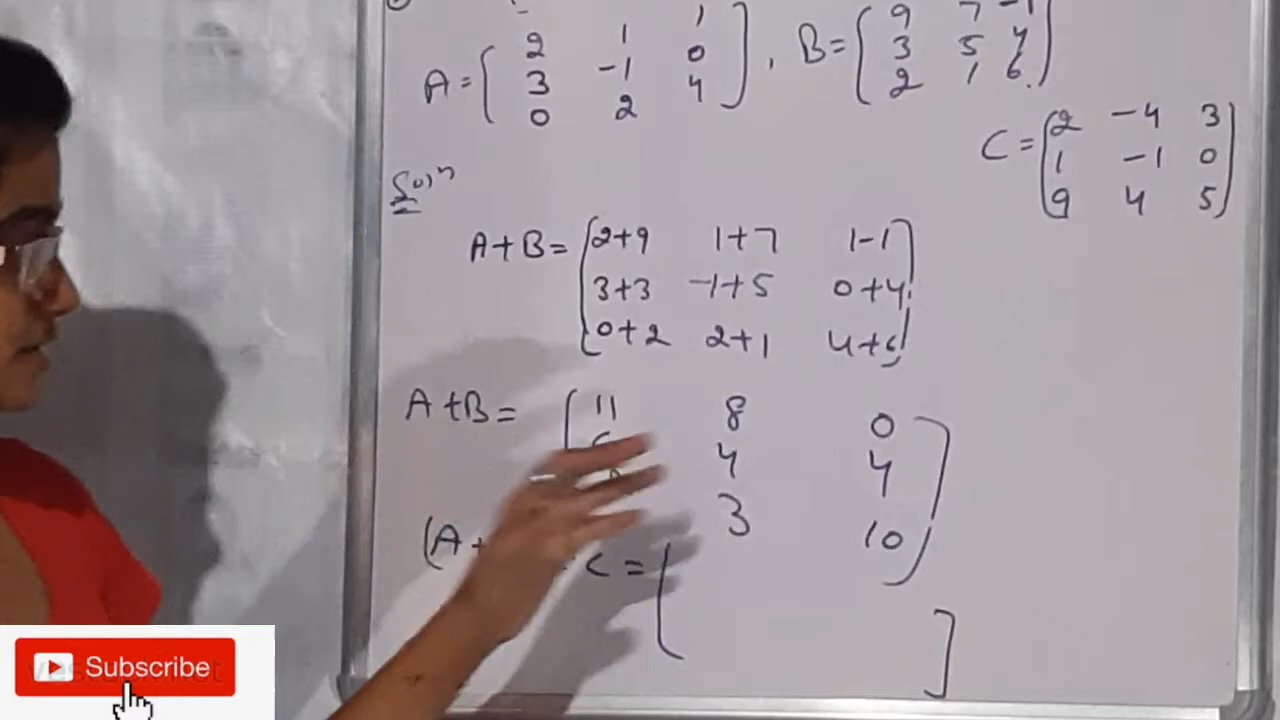 2 1 1
A = [ 3 -1 0 ] , B = [ 9 7 -1
0 2 4 3 5 4
2 1 6 ]
C = [ 2 -4 3
1 -1 0
9 4 5 ]
Solⁿ
A+B = [ 2+9 1+7 1-1
3+3 -1+5 0+4
0+2 2+1 4+6 ]
A+B = [ 11 8 0
4 4
3 10 ]
(A+ C = [ ]
Subscribe